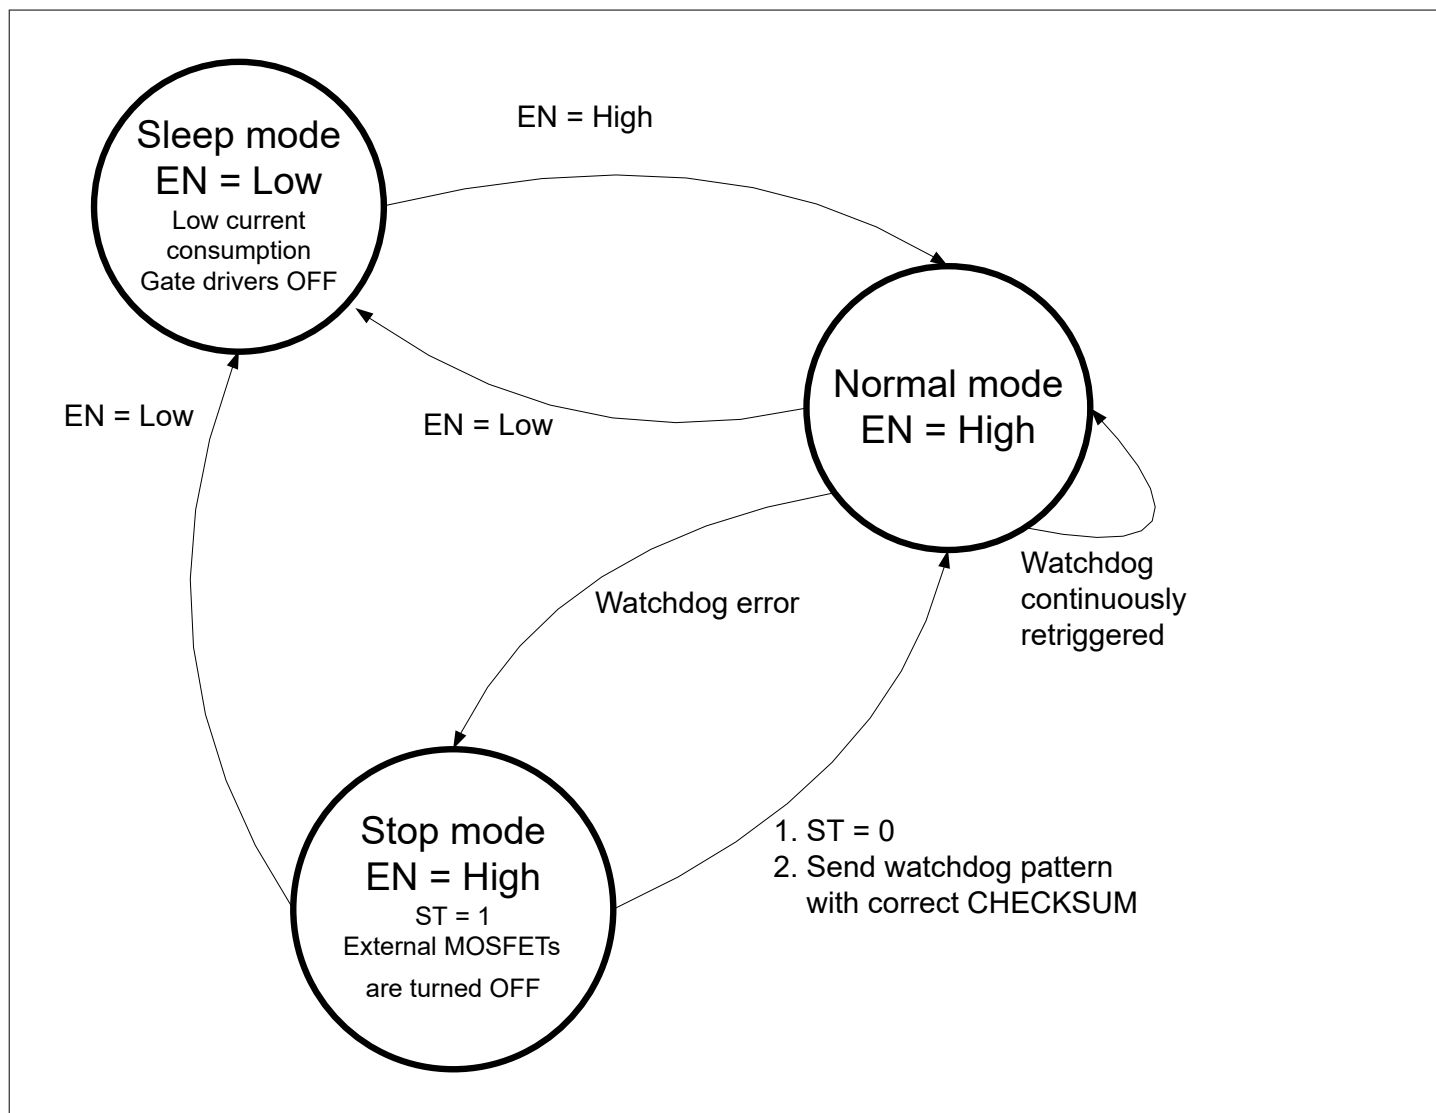 EN = High
Sleep mode
EN = Low
Low current
consumption
Gate drivers OFF
Normal mode
EN = High
EN = Low
EN = Low
Watchdog
continuously
retriggered
Watchdog error
Stop mode
EN = High
ST = 1
External MOSFETs
are turned OFF
1. ST = 0
2. Send watchdog pattern
with correct CHECKSUM